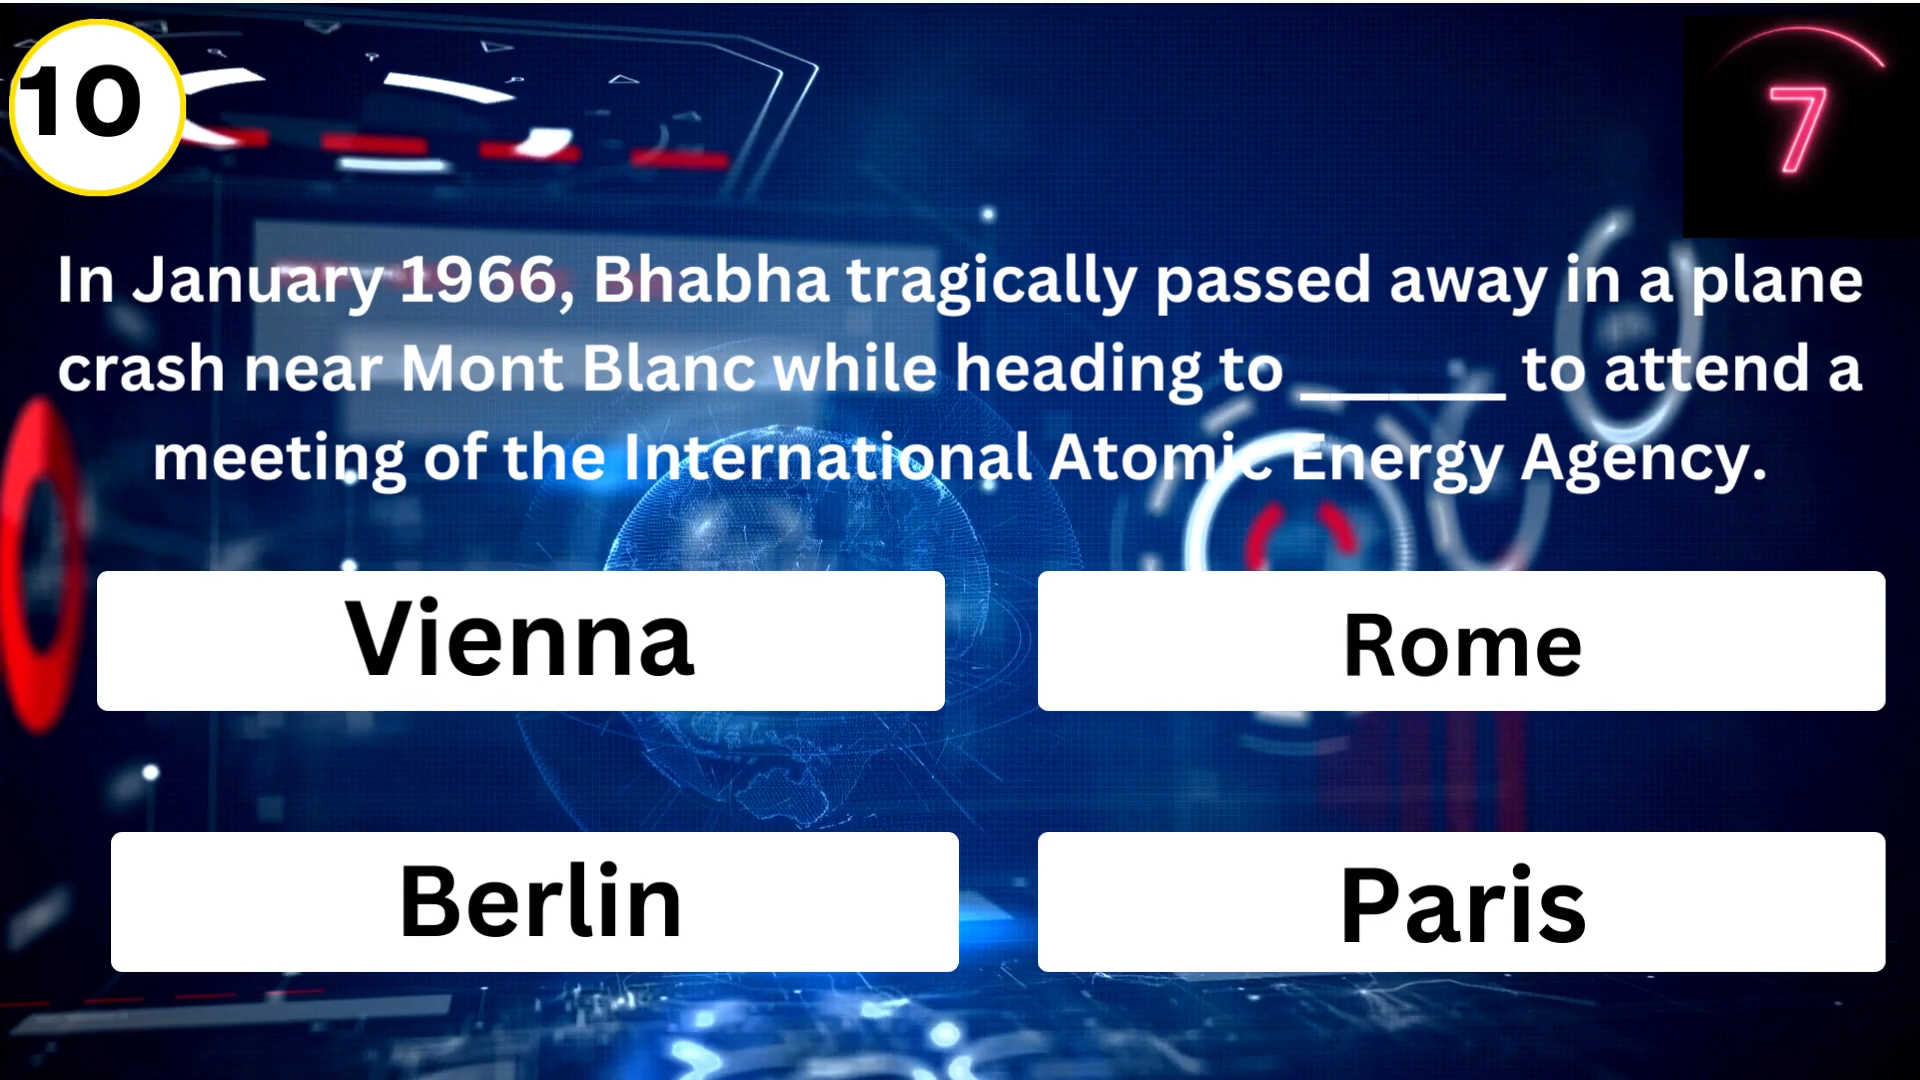 10
7
In January 1966, Bhabha tragically passed away in a plane
crash near Mont Blanc while heading to _______ to attend a
meeting of the International Atomic Energy Agency.
Vienna
Rome
Berlin
Paris